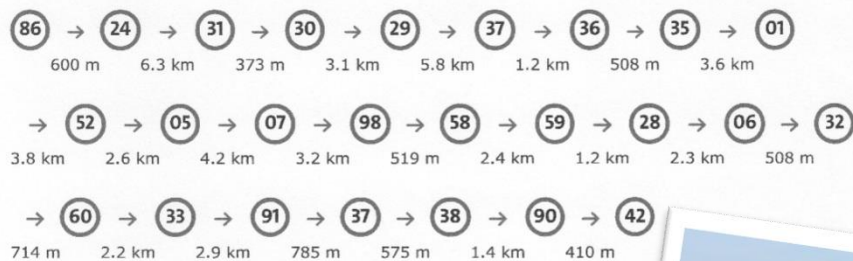 86 → 24 → 31 → 30 → 29 → 37 → 36 → 35 → 01
600 m 6.3 km 373 m 3.1 km 5.8 km 1.2 km 508 m 3.6 km
→ 52 → 05 → 07 → 98 → 58 → 59 → 28 → 06 → 32
3.8 km 2.6 km 4.2 km 3.2 km 519 m 2.4 km 1.2 km 2.3 km 508 m
→ 60 → 33 → 91 → 37 → 38 → 90 → 42
714 m 2.2 km 2.9 km 785 m 575 m 1.4 km 410 m